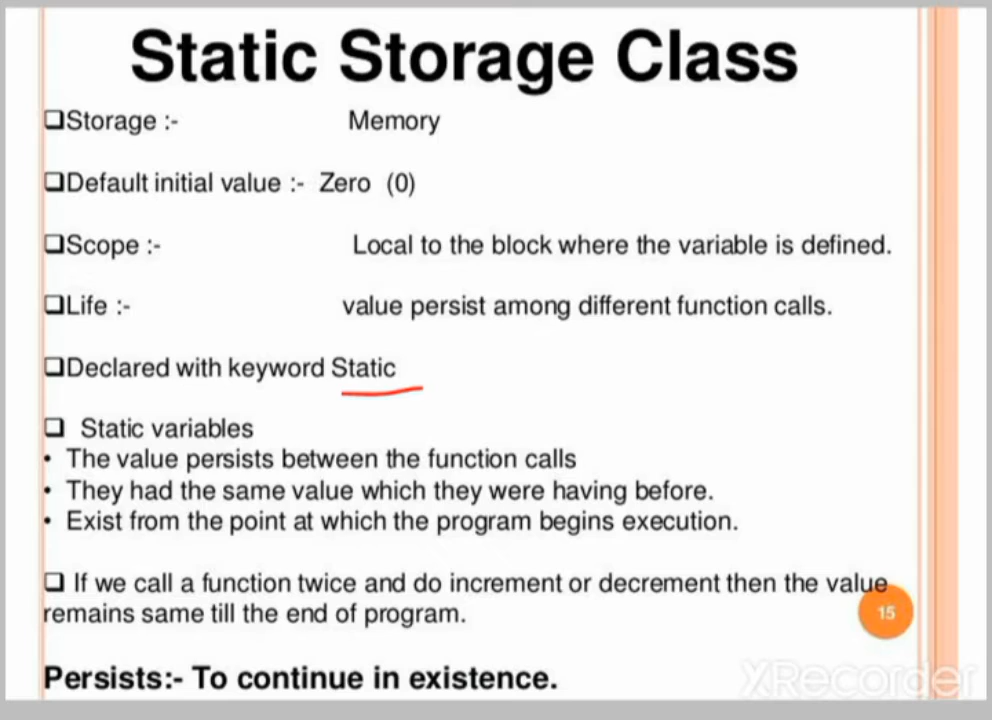 Static Storage Class
❑Storage :- Memory
❑Default initial value :- Zero (0)
❑Scope :- Local to the block where the variable is defined.
❑Life :- value persist among different function calls.
❑Declared with keyword Static
❑ Static variables
• The value persists between the function calls
• They had the same value which they were having before.
• Exist from the point at which the program begins execution.
❑ If we call a function twice and do increment or decrement then the value
remains same till the end of program.
15
Persists:- To continue in existence.
XRecorder